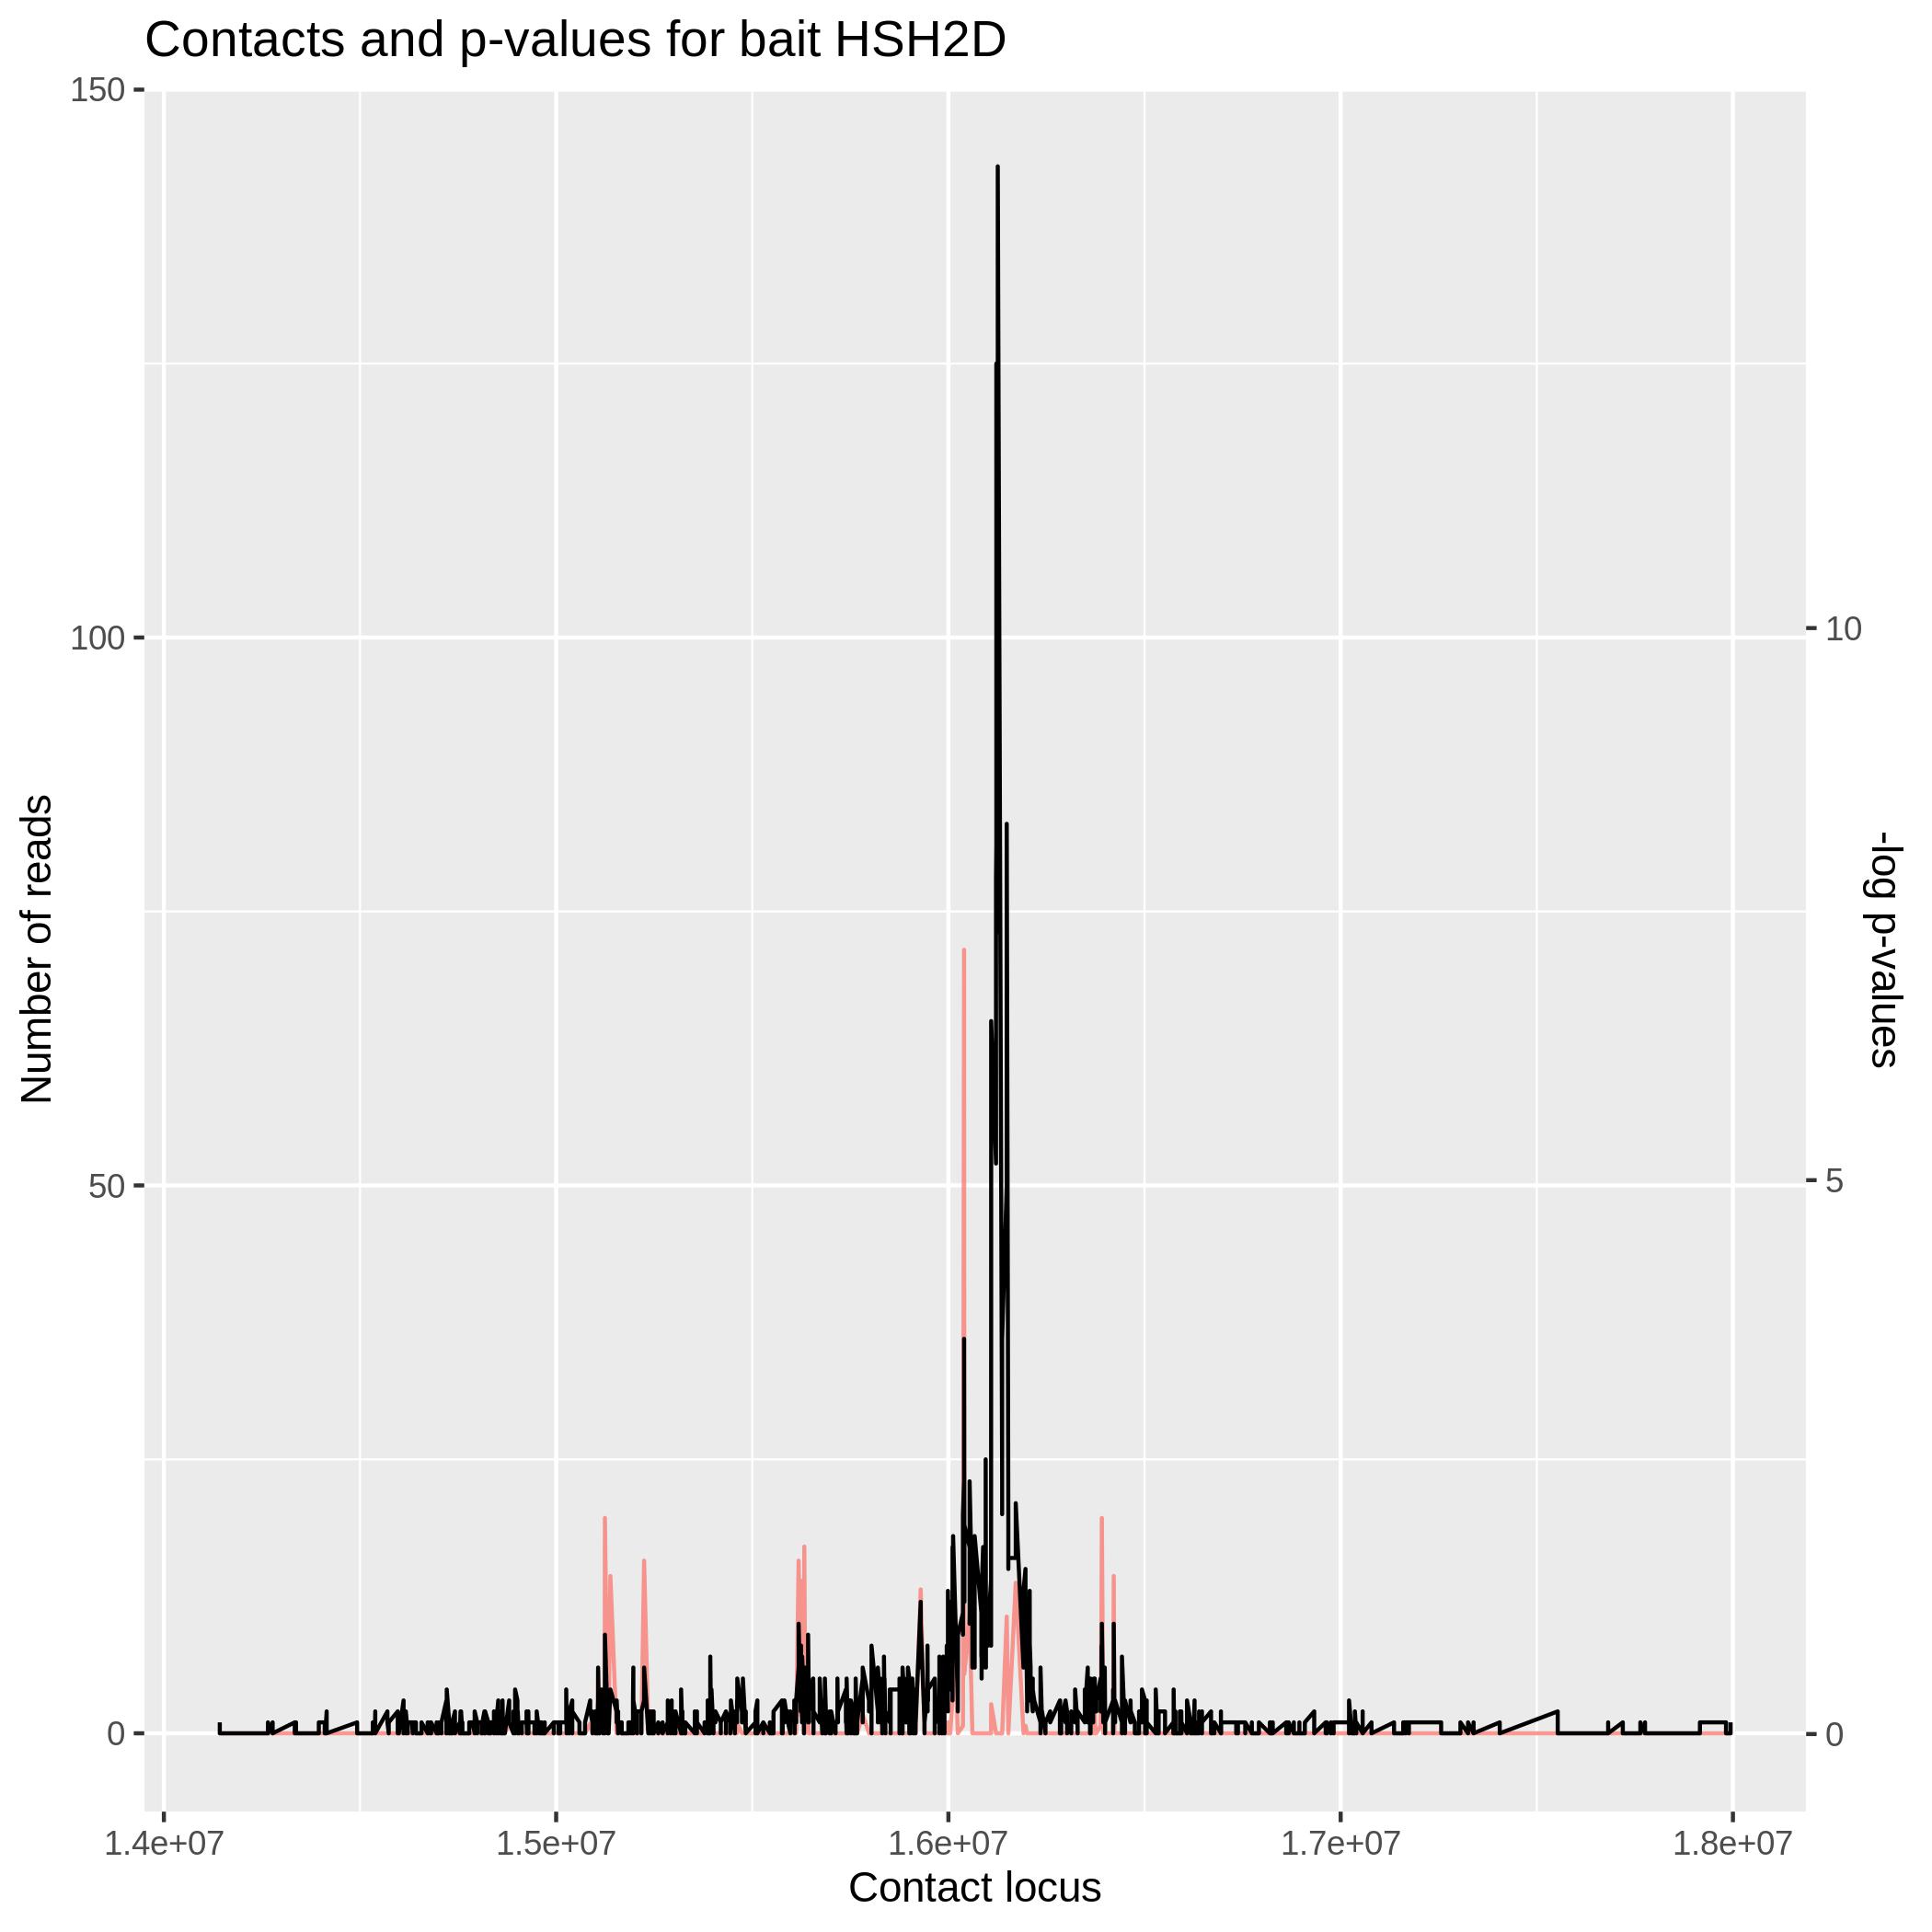 Contacts and p-values for bait HSH2D
150
100
50
0
Number of reads
10
5
0
-log p-values
1.4e+07
1.5e+07
1.6e+07
1.7e+07
1.8e+07
Contact locus